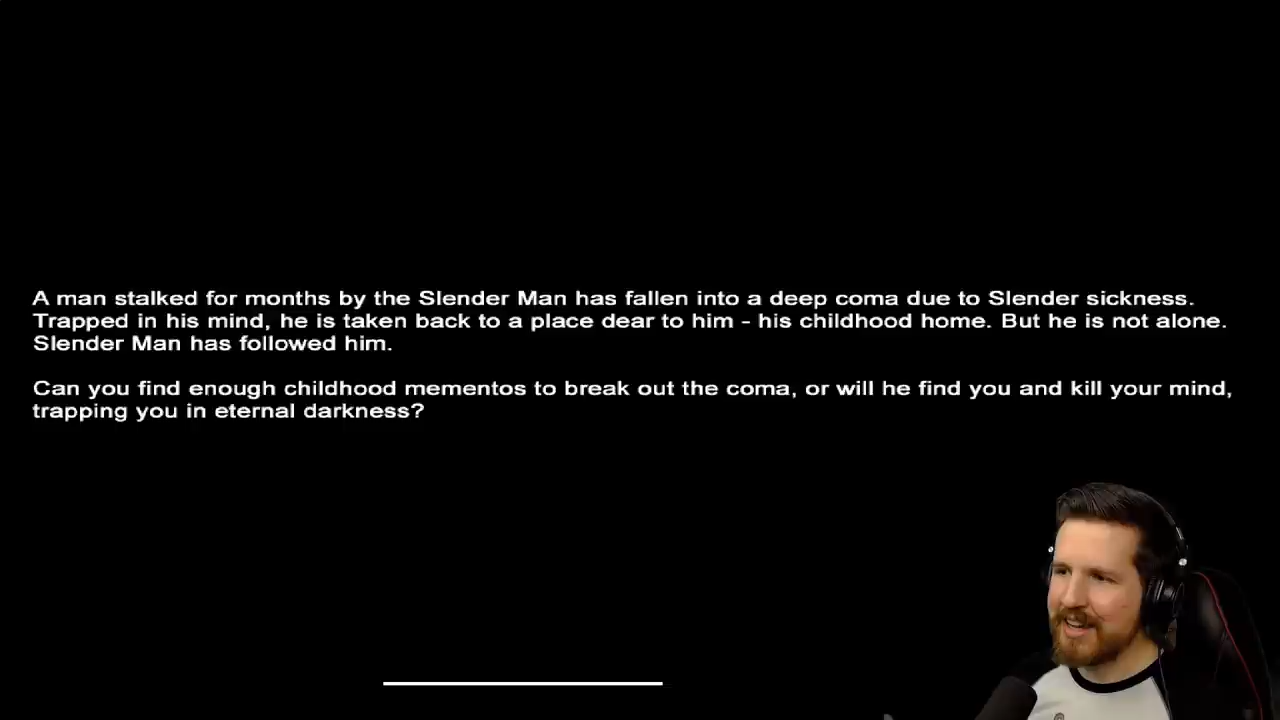 A man stalked for months by the Slender Man has fallen into a deep coma due to Slender sickness.
Trapped in his mind, he is taken back to a place dear to him - his childhood home. But he is not alone.
Slender Man has followed him.
Can you find enough childhood mementos to break out the coma, or will he find you and kill your mind,
trapping you in eternal darkness?